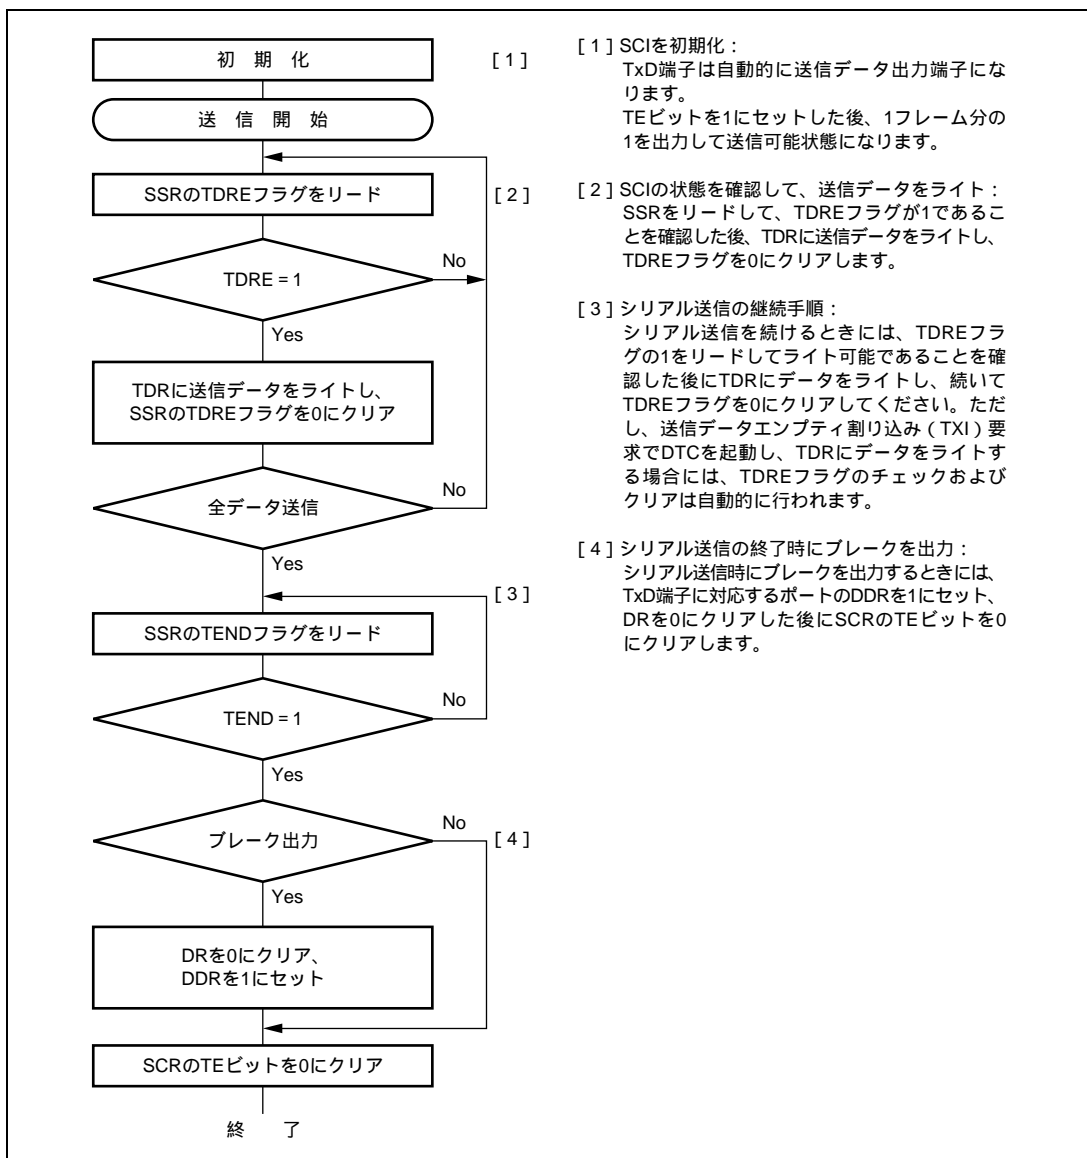 初 期 化
[ 1 ]
送 信 開 始
SSRのTDREフラグをリード
[ 2 ]
TDRE = 1
No
Yes
TDRに送信データをライトし、
SSRのTDREフラグを0にクリア
全データ送信
No
Yes
[ 3 ]
SSRのTENDフラグをリード
TEND = 1
No
Yes
ブレーク出力
No
[ 4 ]
Yes
DRを0にクリア、
DDRを1にセット
SCRのTEビットを0にクリア
終 了
[ 1 ] SCIを初期化：
TxD端子は自動的に送信データ出力端子にな
ります。
TEビットを1にセットした後、1フレーム分の
1を出力して送信可能状態になります。
[ 2 ] SCIの状態を確認して、送信データをライト：
SSRをリードして、TDREフラグが1であるこ
とを確認した後、TDRに送信データをライトし、
TDREフラグを0にクリアします。
[ 3 ] シリアル送信の継続手順：
シリアル送信を続けるときには、TDREフラ
グの1をリードしてライト可能であることを確
認した後にTDRにデータをライトし、続いて
TDREフラグを0にクリアしてください。ただ
し、送信データエンプティ割り込み（TXI）要
求でDTCを起動し、TDRにデータをライトす
る場合には、TDREフラグのチェックおよび
クリアは自動的に行われます。
[ 4 ] シリアル送信の終了時にブレークを出力：
シリアル送信時にブレークを出力するときには、
TxD端子に対応するポートのDDRを1にセット、
DRを0にクリアした後にSCRのTEビットを0
にクリアします。